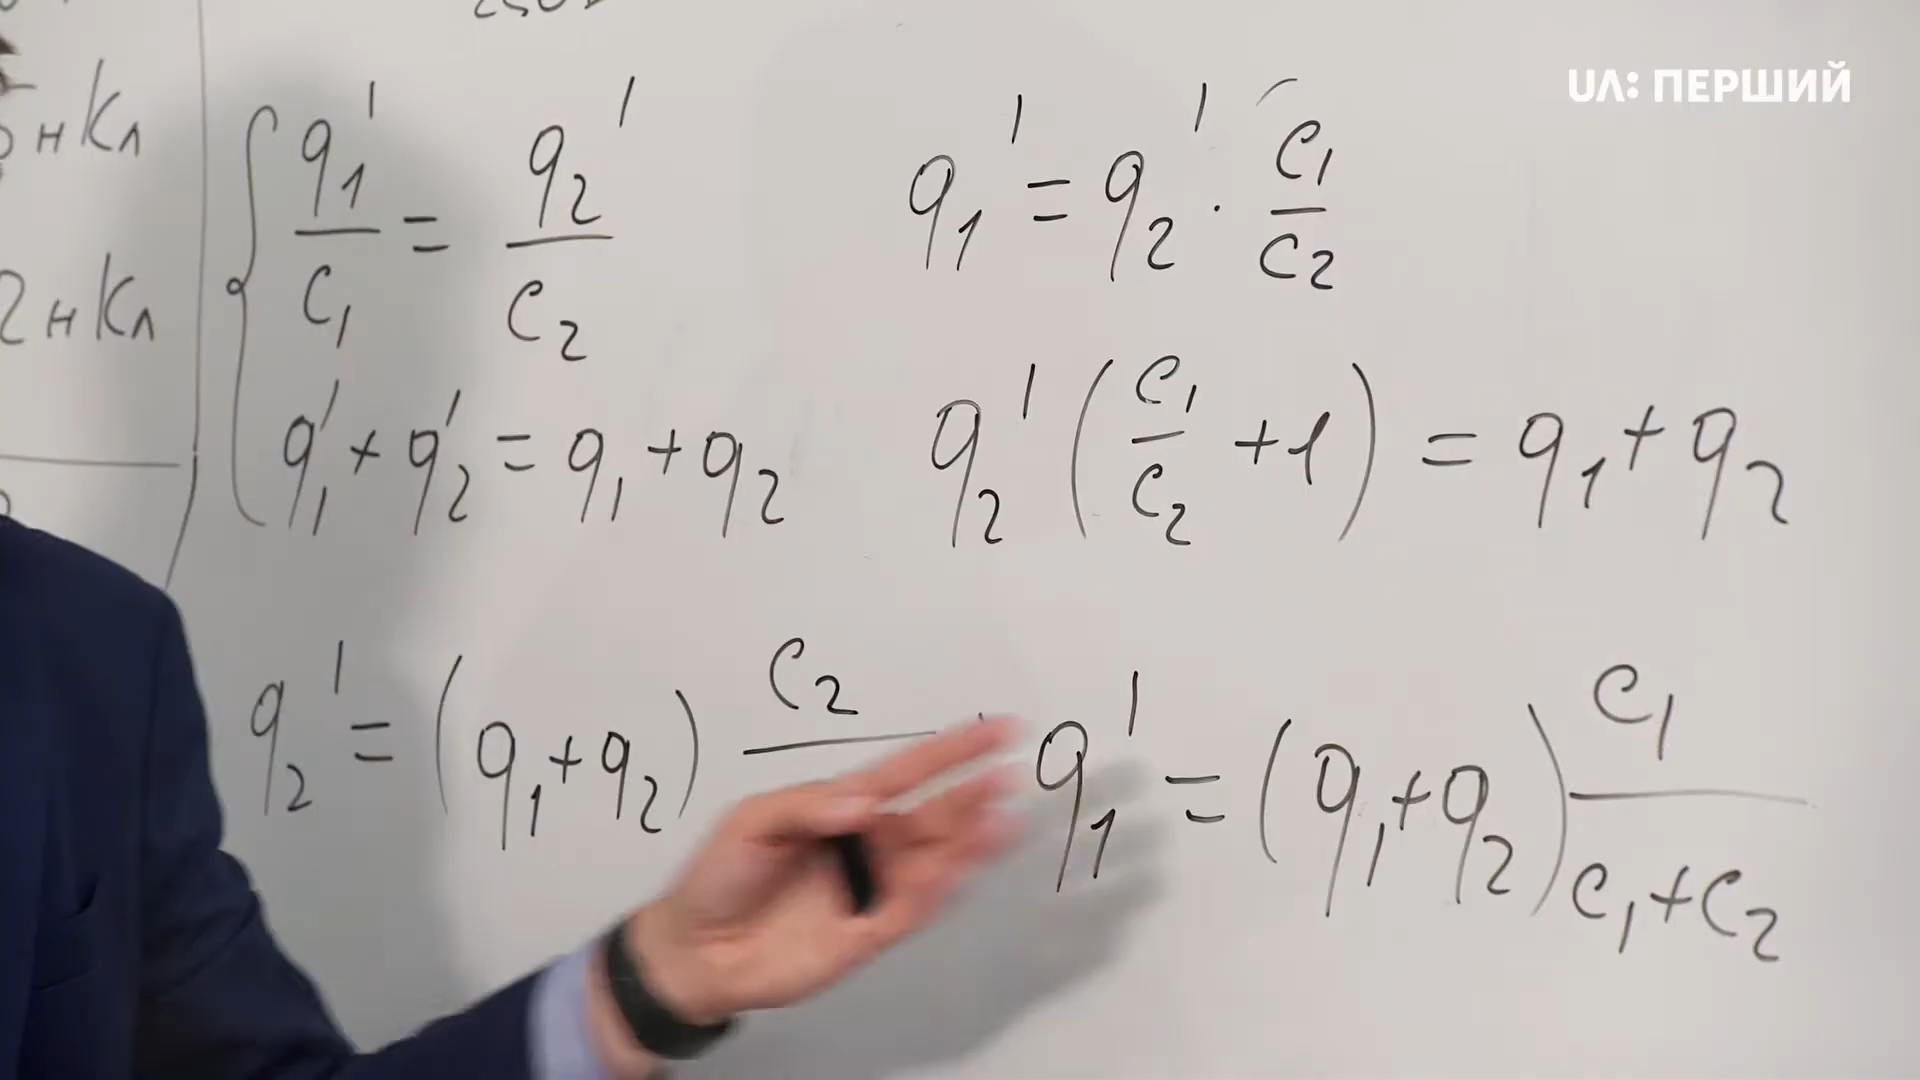 UA: ПЕРШИЙ
нКл
2нКл
q₁'/c₁ = q₂'/c₂
q₁' + q₂' = q₁ + q₂
q₁' = q₂' · c₁/c₂
q₂' (c₁/c₂ + 1) = q₁ + q₂
q₂' = (q₁ + q₂) c₂
q₁' = (q₁ + q₂) c₁/c₁ + c₂